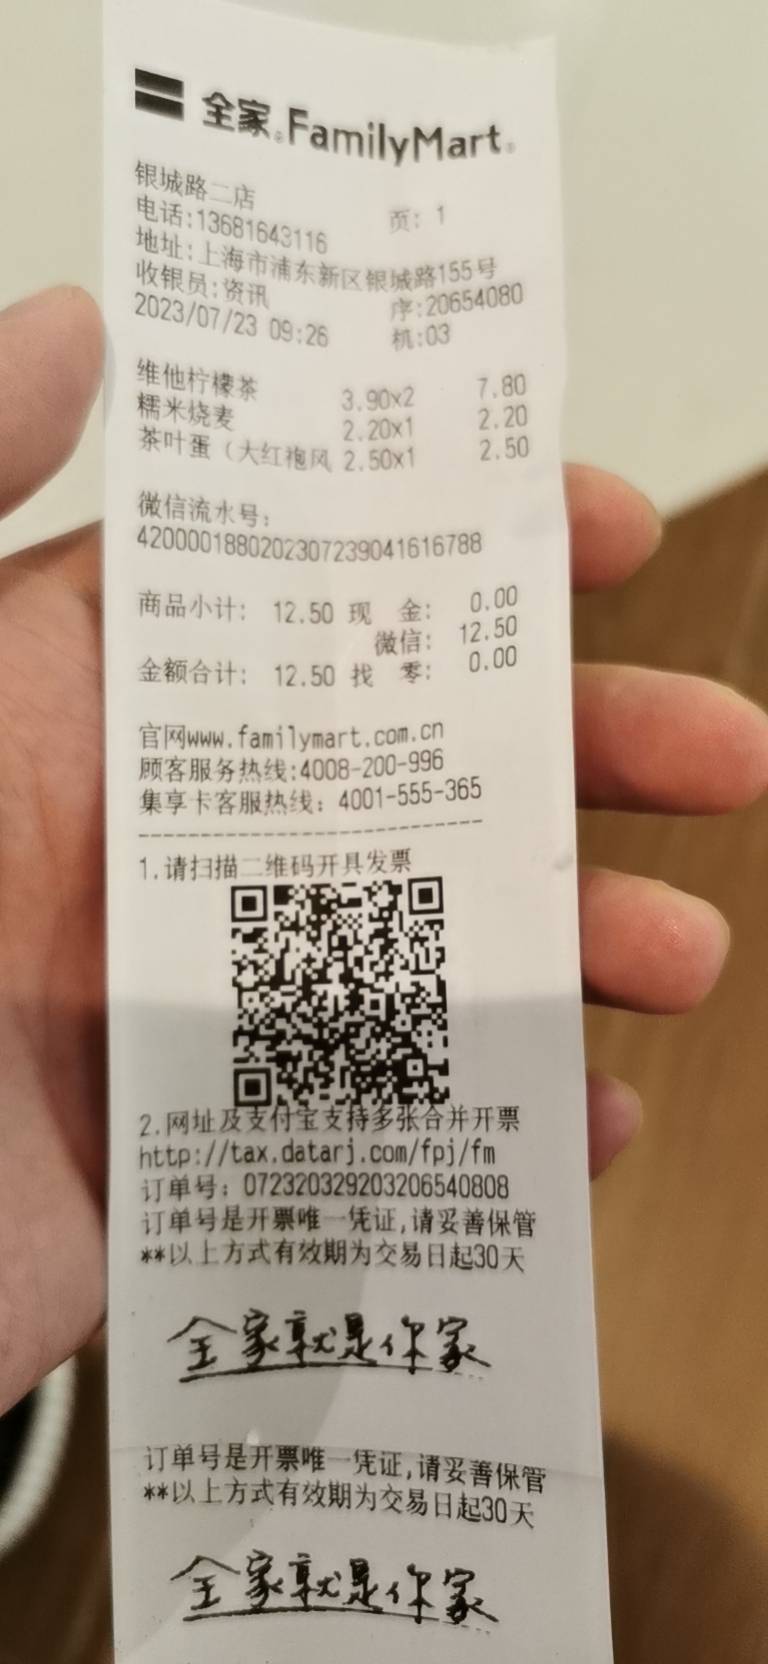 全家 FamilyMart
银城路二店
电话:13681643116 页: 1
地址:上海市浦东新区银城路155号
收银员:资讯 序:20654080
2023/07/23 09:26 机:03
维他柠檬茶 3.90x2 7.80
糯米烧麦 2.20x1 2.20
茶叶蛋（大红袍风 2.50x1 2.50
微信流水号:
4200001880202307239041616788
商品小计: 12.50 现 金: 0.00
微信: 12.50
金额合计: 12.50 找 零: 0.00
官网www.familymart.com.cn
顾客服务热线:4008-200-996
集享卡客服热线: 4001-555-365
1.请扫描二维码开具发票
2.网址及支付宝支持多张合并开票
http://tax.datarj.com/fpj/fm
订单号: 072320329203206540808
订单号是开票唯一凭证,请妥善保管
**以上方式有效期为交易日起30天
全家就是你家
订单号是开票唯一凭证,请妥善保管
**以上方式有效期为交易日起30天
全家就是你家